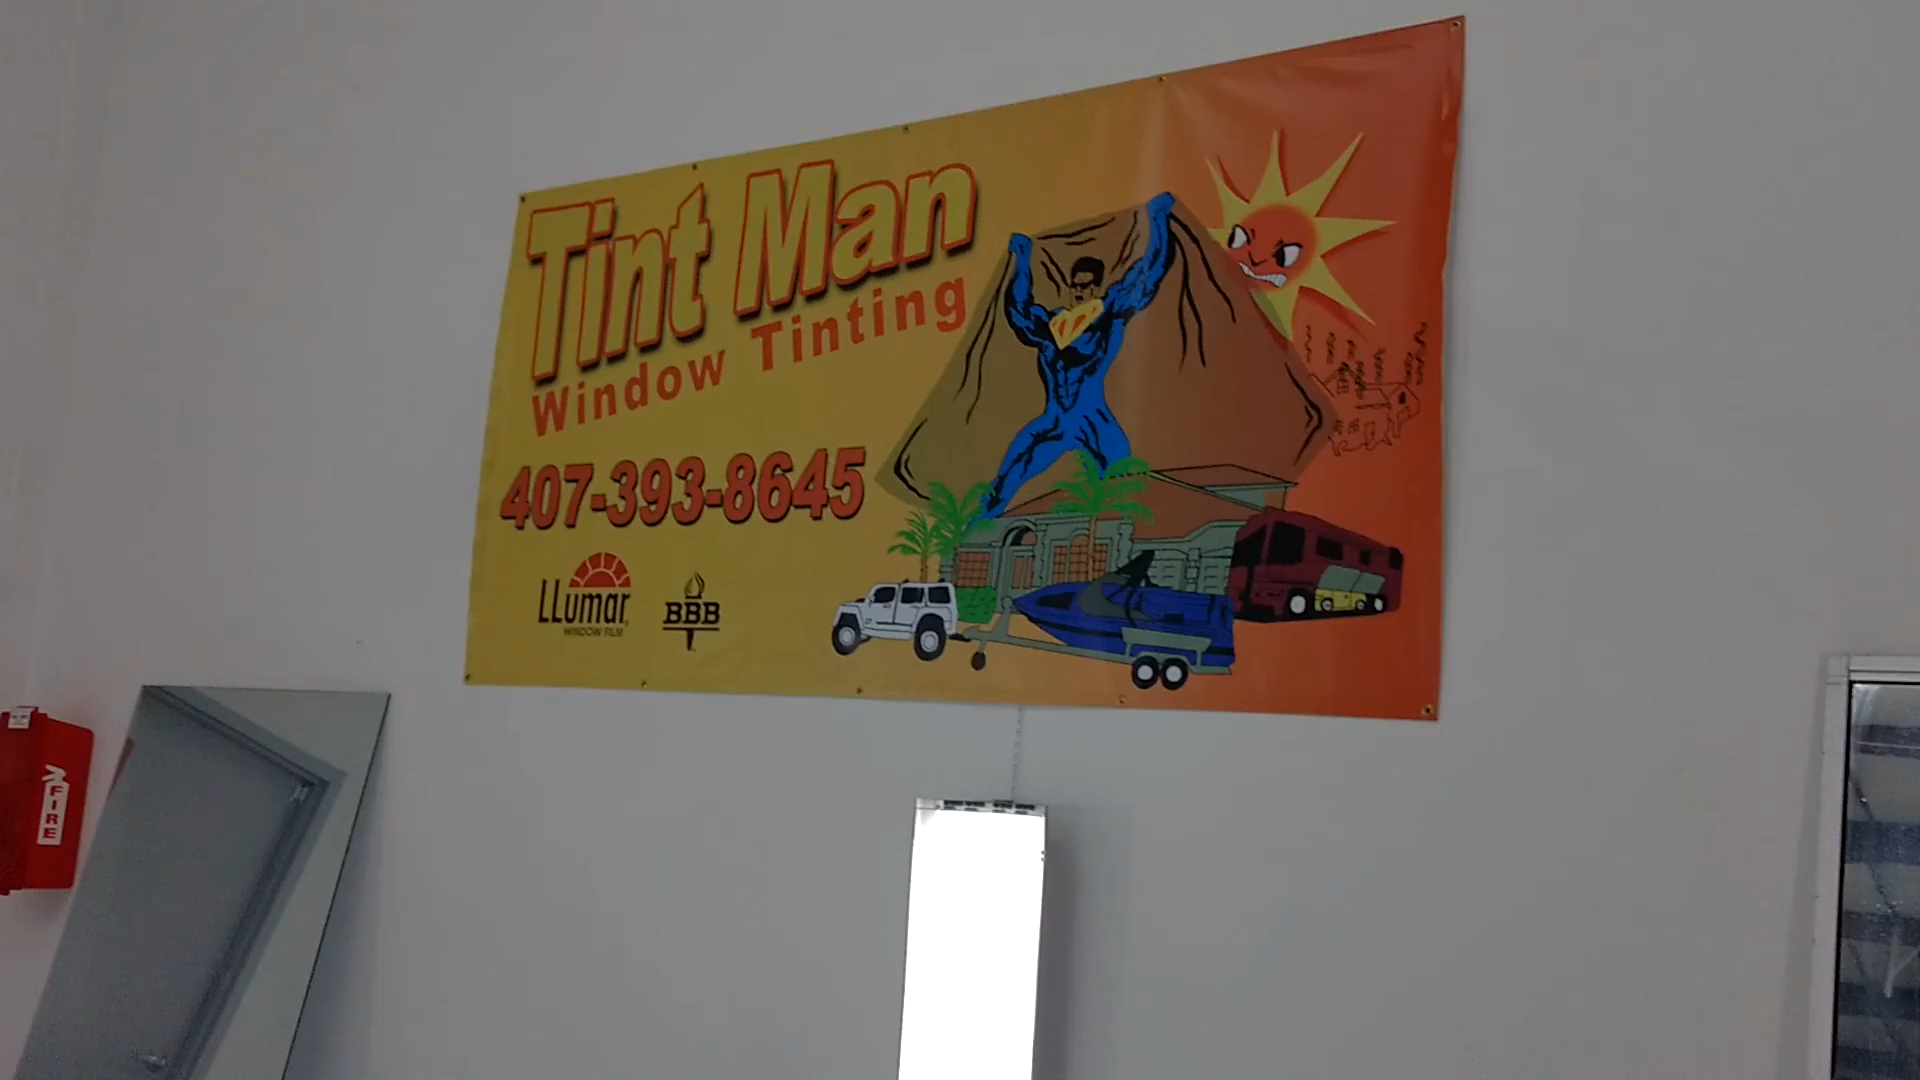 Tint Man
Window Tinting
407-393-8645
LLumar
WINDOW FILM
BBB
FIRE